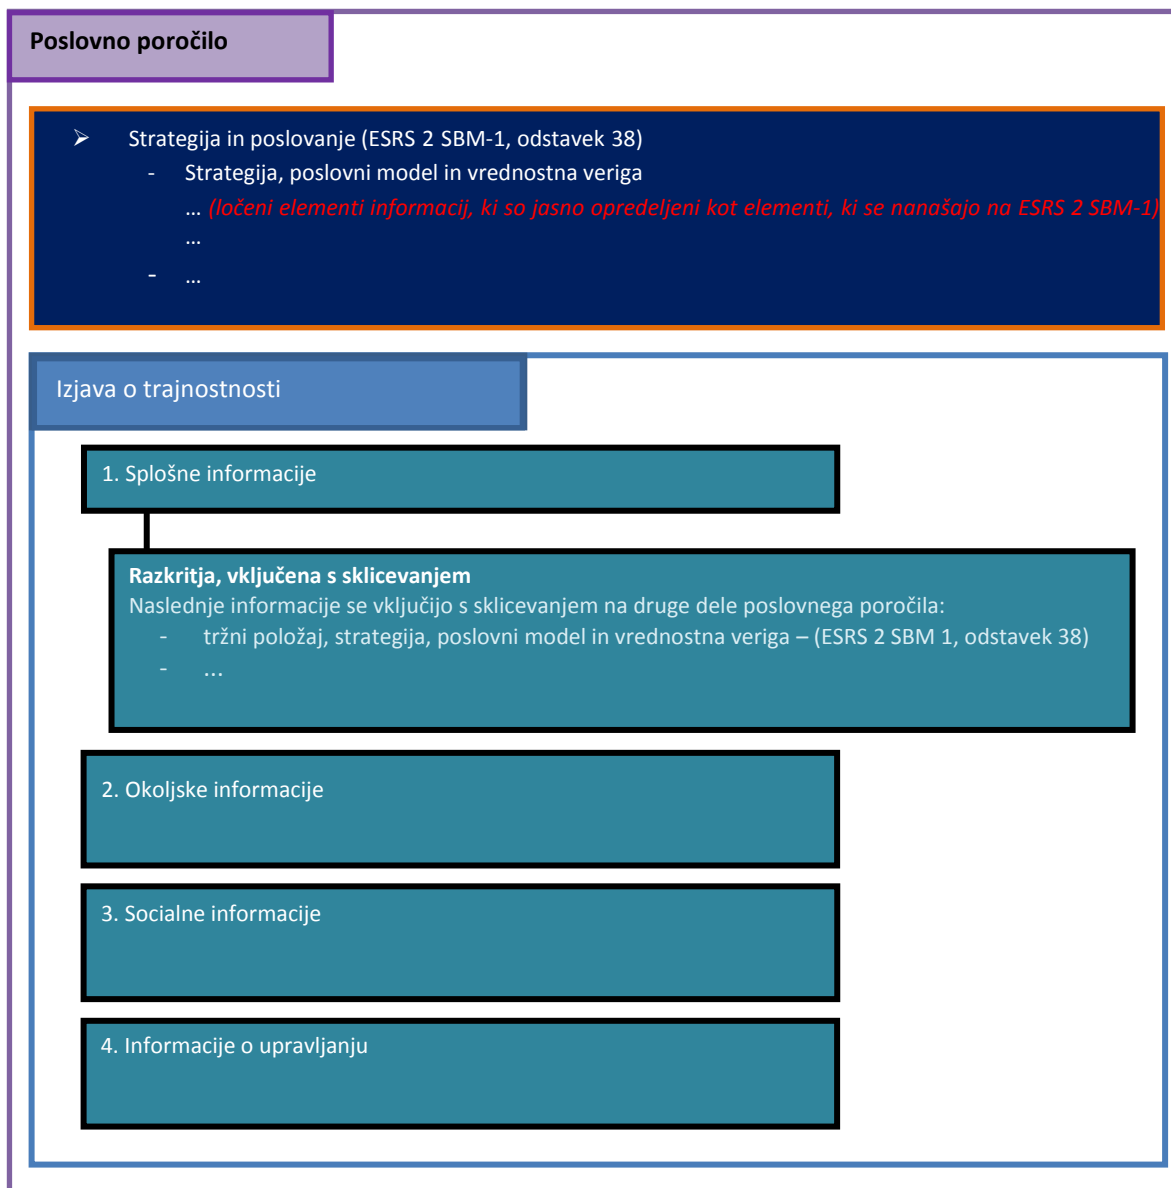 Poslovno poročilo
➢ Strategija in poslovanje (ESRS 2 SBM-1, odstavek 38)
- Strategija, poslovni model in vrednostna veriga
… (ločeni elementi informacij, ki so jasno opredeljeni kot elementi, ki se nanašajo na ESRS 2 SBM-1)
…
- …
Izjava o trajnostnosti
1. Splošne informacije
Razkritja, vključena s sklicevanjem
Naslednje informacije se vključijo s sklicevanjem na druge dele poslovnega poročila:
- tržni položaj, strategija, poslovni model in vrednostna veriga – (ESRS 2 SBM 1, odstavek 38)
- …
2. Okoljske informacije
3. Socialne informacije
4. Informacije o upravljanju